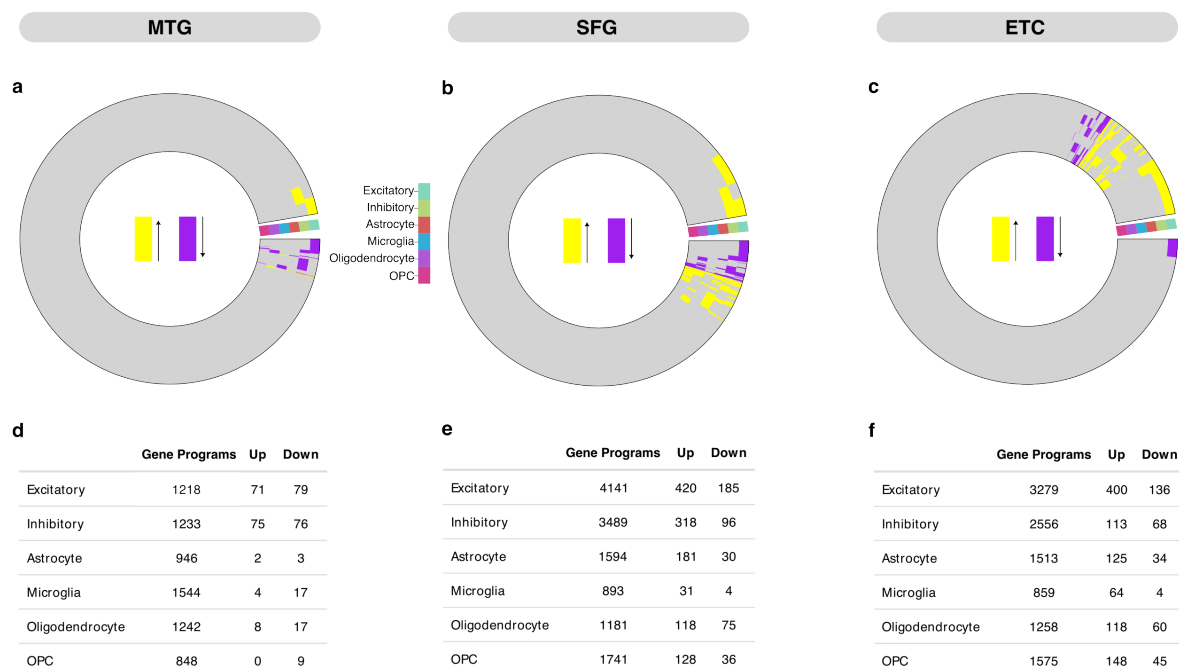 MTG SFG ETC
a b c
Excitatory
Inhibitory
Astrocyte
Microglia
Oligodendrocyte
OPC
d
Gene Programs Up Down
Excitatory 1218 71 79
Inhibitory 1233 75 76
Astrocyte 946 2 3
Microglia 1544 4 17
Oligodendrocyte 1242 8 17
OPC 848 0 9
e
Gene Programs Up Down
Excitatory 4141 420 185
Inhibitory 3489 318 96
Astrocyte 1594 181 30
Microglia 893 31 4
Oligodendrocyte 1181 118 75
OPC 1741 128 36
f
Gene Programs Up Down
Excitatory 3279 400 136
Inhibitory 2556 113 68
Astrocyte 1513 125 34
Microglia 859 64 4
Oligodendrocyte 1258 118 60
OPC 1575 148 45